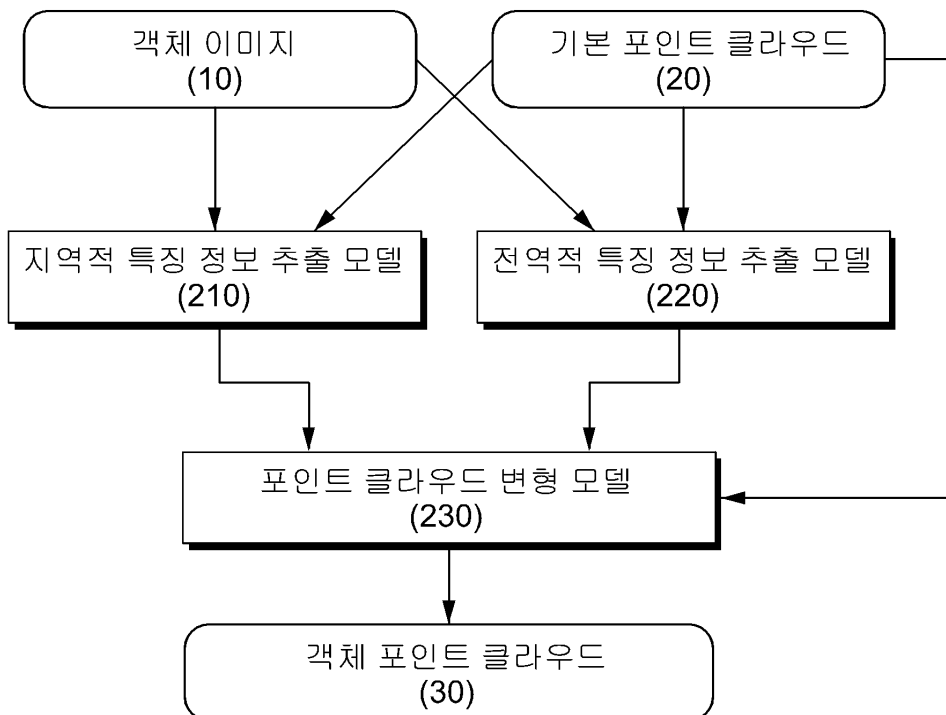 객체 이미지
(10)
기본 포인트 클라우드
(20)
지역적 특징 정보 추출 모델
(210)
전역적 특징 정보 추출 모델
(220)
포인트 클라우드 변형 모델
(230)
객체 포인트 클라우드
(30)